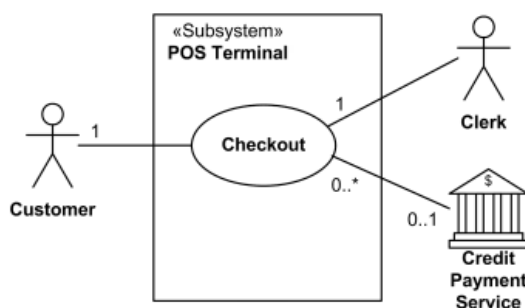 «Subsystem»
POS Terminal
1
Customer
Checkout
1
Clerk
0..*
0..1
$
Credit
Payment
Service